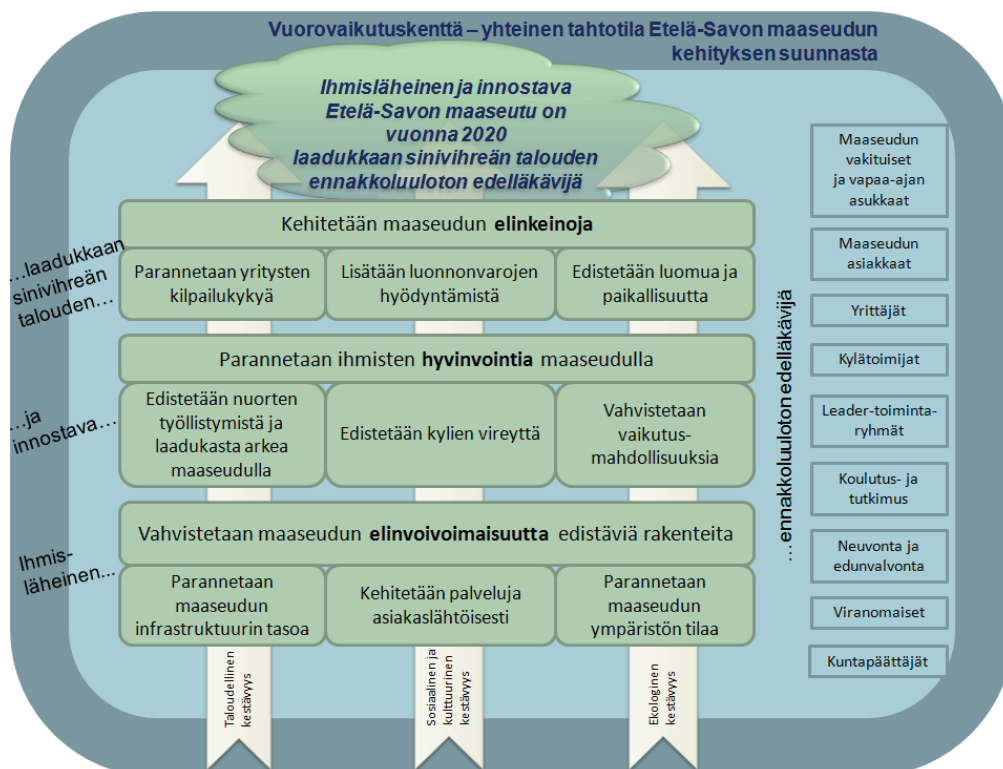 Vuorovaikutuskenttä – yhteinen tahtotila Etelä-Savon maaseudun
kehityksen suunnasta
Ihmisläheinen ja innostava
Etelä-Savon maaseutu on
vuonna 2020
laadukkaan sinivihreän talouden
ennakkoluuloton edelläkävijä
…laadukkaan
sinivihreän
talouden…
Kehitetään maaseudun elinkeinoja
Parannetaan yritysten
kilpailukykyä
Lisätään luonnonvarojen
hyödyntämistä
Edistetään luomua ja
paikallisuutta
…ja
innostava…
Parannetaan ihmisten hyvinvointia maaseudulla
Edistetään nuorten
työllistymistä ja
laadukasta arkea
maaseudulla
Edistetään kylien vireyttä
Vahvistetaan
vaikutus-
mahdollisuuksia
Ihmis-
läheinen…
Vahvistetaan maaseudun elinvoivoimaisuutta edistäviä rakenteita
Parannetaan
maaseudun
infrastruktuurin tasoa
Kehitetään palveluja
asiakaslähtöisesti
Parannetaan
maaseudun
ympäristön tilaa
Taloudellinen
kestävyys
Sosiaalinen ja
kulttuurinen
kestävyys
Ekologinen
kestävyys
…ennakkoluuloton edelläkävijä
Maaseudun
vakituiset
ja vapaa-ajan
asukkaat
Maaseudun
asiakkaat
Yrittäjät
Kylätoimijat
Leader-toiminta-
ryhmät
Koulutus- ja
tutkimus
Neuvonta ja
edunvalvonta
Viranomaiset
Kuntapäättäjät